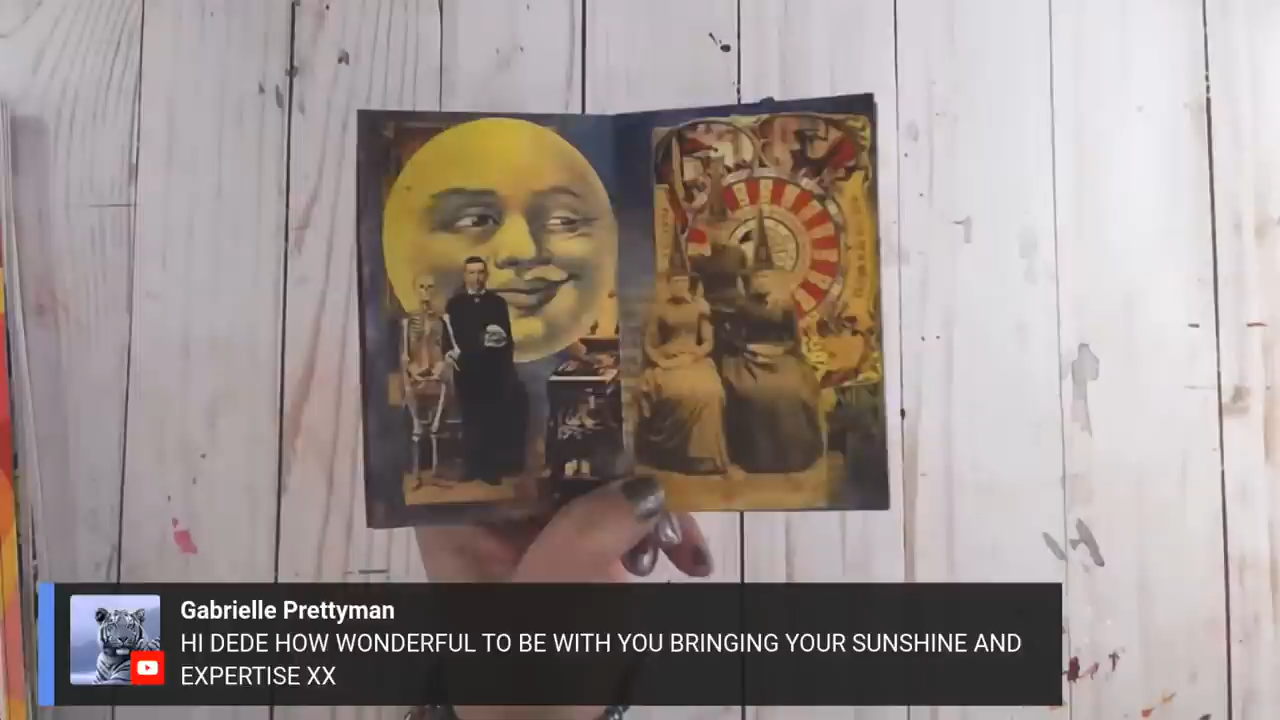 Gabrielle Prettyman
HI DEDE HOW WONDERFUL TO BE WITH YOU BRINGING YOUR SUNSHINE AND
EXPERTISE XX